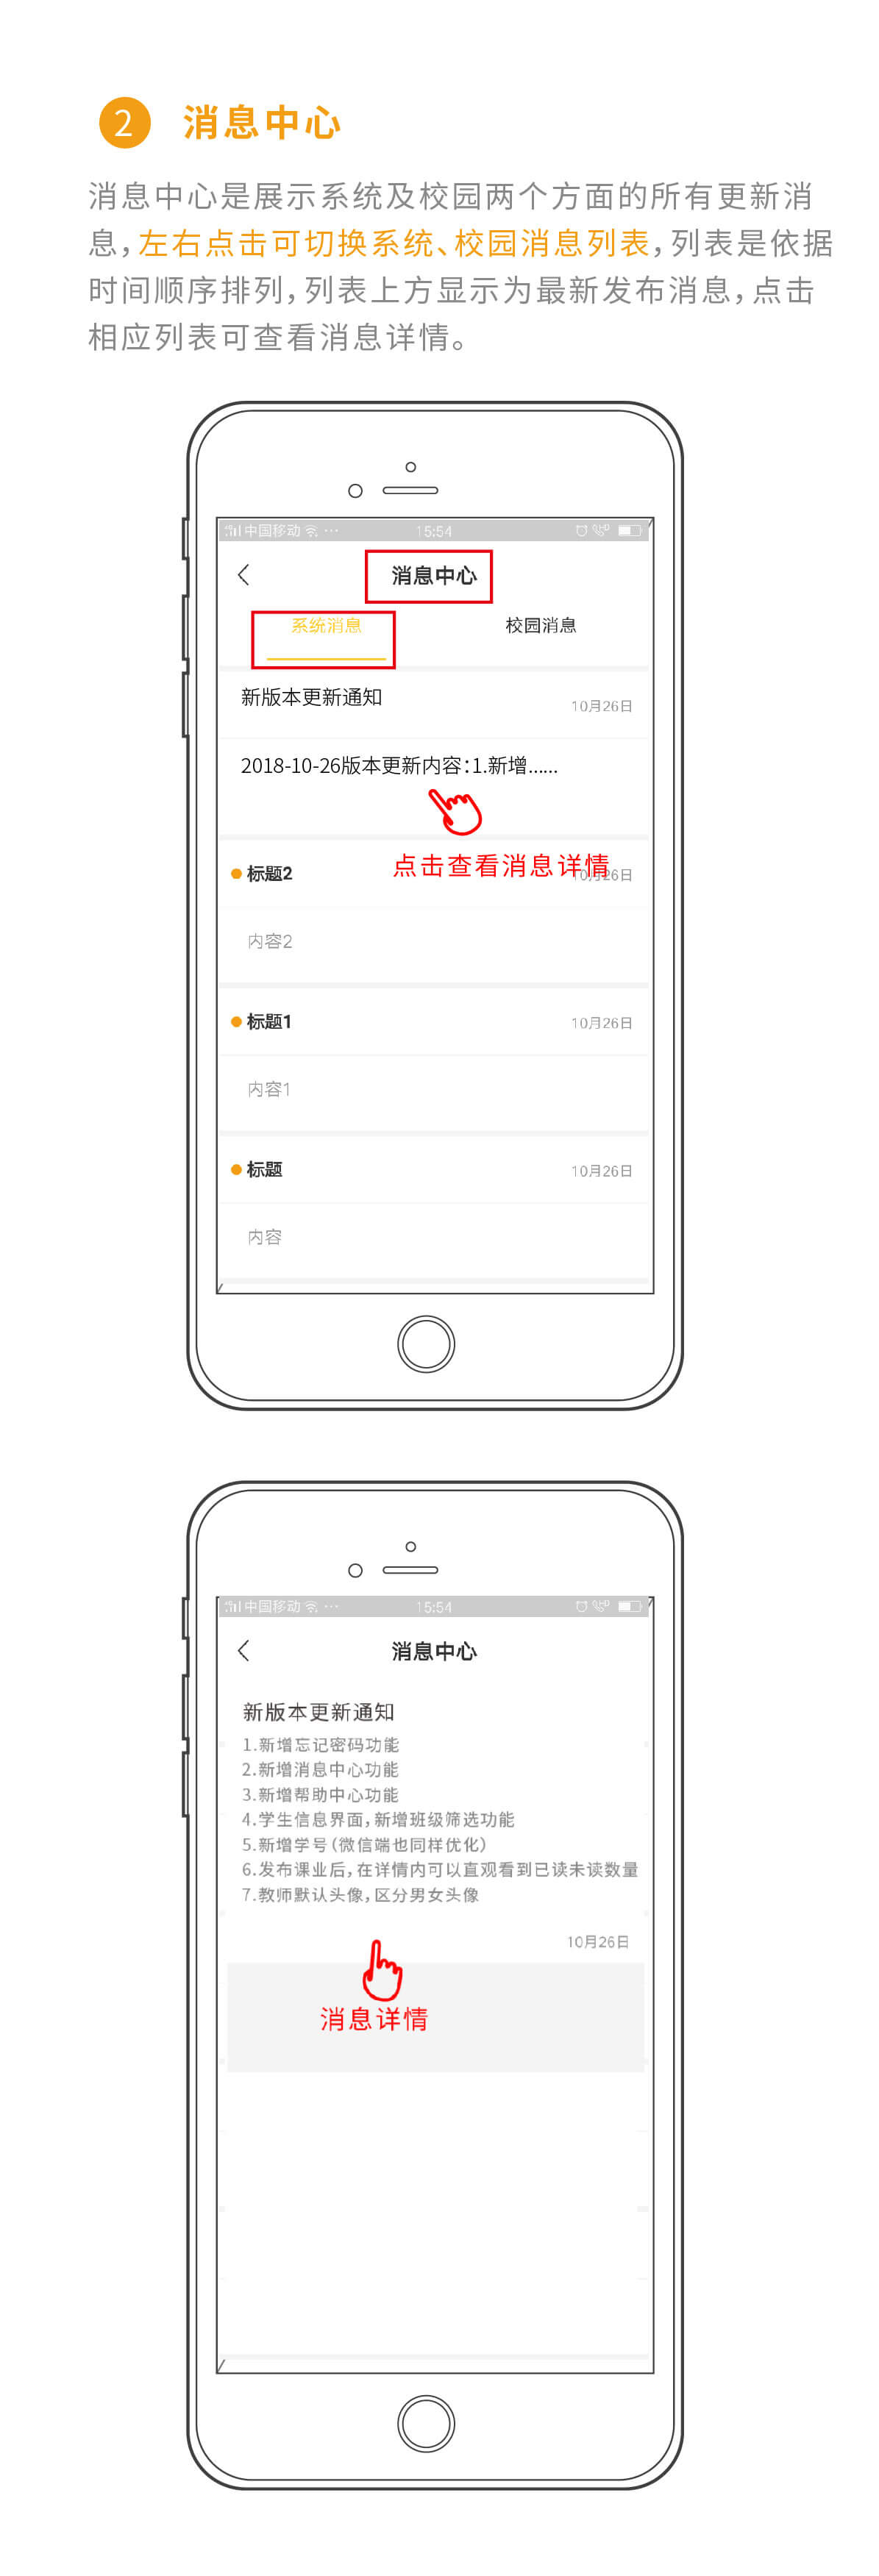 2 消息中心
消息中心是展示系统及校园两个方面的所有更新消
息，左右点击可切换系统、校园消息列表，列表是依据
时间顺序排列，列表上方显示为最新发布消息，点击
相应列表可查看消息详情。
中国移动 ··· 15:54
消息中心
系统消息 校园消息
新版本更新通知 10月26日
2018-10-26版本更新内容：1.新增......
点击查看消息详情
标题2 10月26日
内容2
标题1 10月26日
内容1
标题 10月26日
内容
中国移动 ··· 15:54
消息中心
新版本更新通知
1.新增忘记密码功能
2.新增消息中心功能
3.新增帮助中心功能
4.学生信息界面，新增班级筛选功能
5.新增学号（微信端也同样优化）
6.发布课业后，在详情内可以直观看到已读未读数量
7.教师默认头像，区分男女头像
10月26日
消息详情